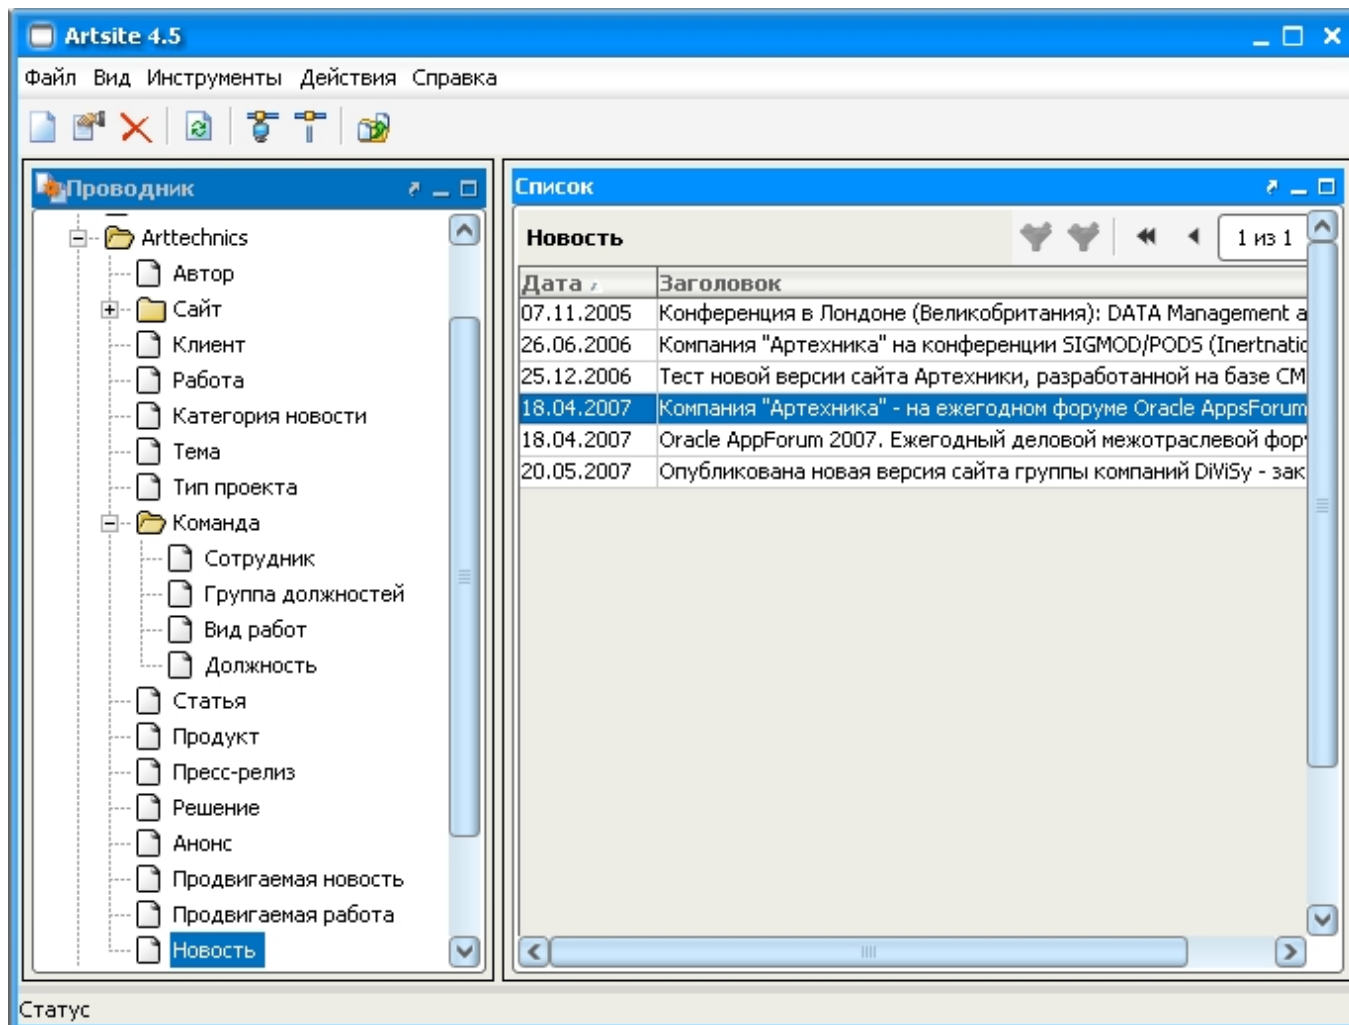 Artsite 4.5
Файл Вид Инструменты Действия Справка
Проводник
Arttechnics
Автор
Сайт
Клиент
Работа
Категория новости
Тема
Тип проекта
Команда
Сотрудник
Группа должностей
Вид работ
Должность
Статья
Продукт
Пресс-релиз
Решение
Анонс
Продвигаемая новость
Продвигаемая работа
Новость
Список
Новость 1 из 1
Дата Заголовок
07.11.2005 Конференция в Лондоне (Великобритания): DATA Management a
26.06.2006 Компания "Артехника" на конференции SIGMOD/PODS (Inertnatic
25.12.2006 Тест новой версии сайта Артехники, разработанной на базе СМ
18.04.2007 Компания "Артехника" - на ежегодном форуме Oracle AppsForum
18.04.2007 Oracle AppForum 2007. Ежегодный деловой межотраслевой фор
20.05.2007 Опубликована новая версия сайта группы компаний DiViSy - зак
Статус